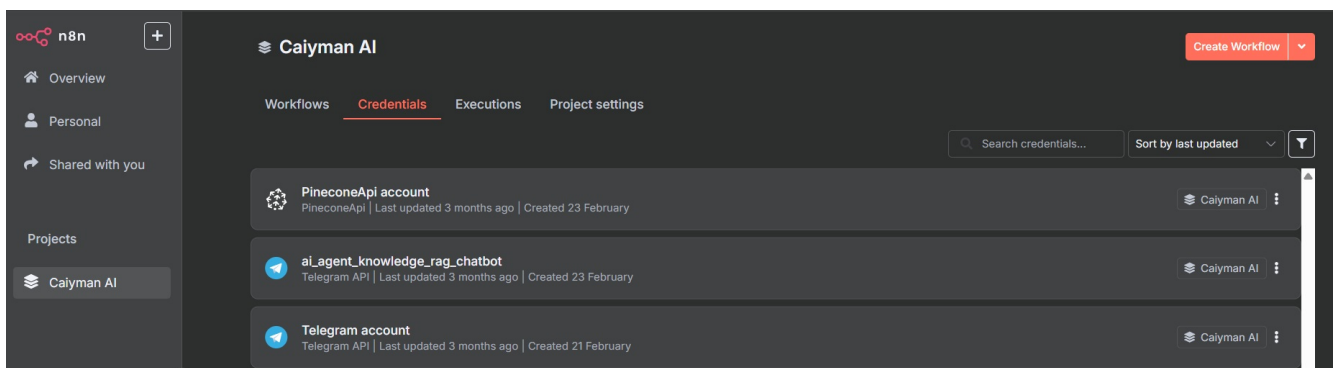 n8n
+
Overview
Personal
Shared with you
Projects
Caiyman AI
Caiyman AI
Create Workflow
Workflows Credentials Executions Project settings
Search credentials... Sort by last updated
PineconeApi account
PineconeApi | Last updated 3 months ago | Created 23 February
Caiyman AI
ai_agent_knowledge_rag_chatbot
Telegram API | Last updated 3 months ago | Created 23 February
Caiyman AI
Telegram account
Telegram API | Last updated 3 months ago | Created 21 February
Caiyman AI